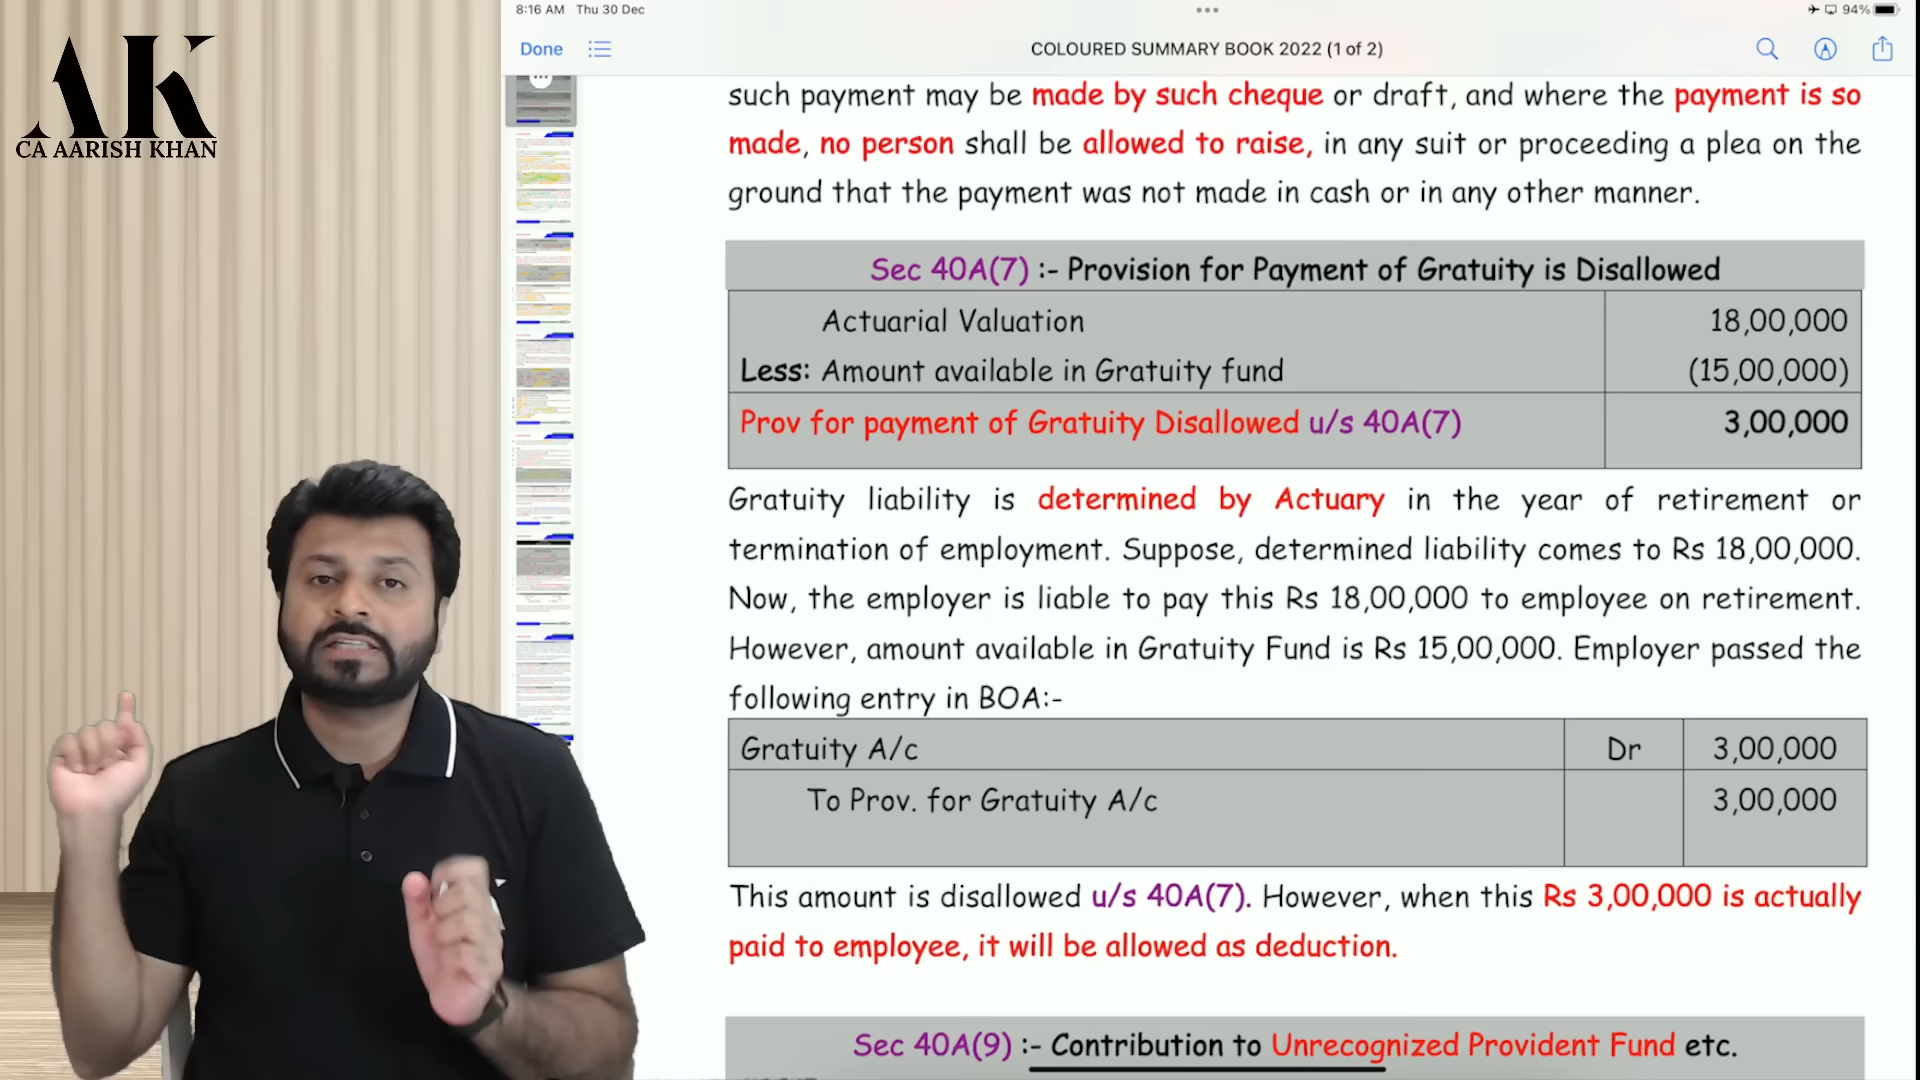 AK
CA AARISH KHAN
8:16 AM Thu 30 Dec
94%
Done
COLOURED SUMMARY BOOK 2022 (1 of 2)
such payment may be made by such cheque or draft, and where the payment is so
made, no person shall be allowed to raise, in any suit or proceeding a plea on the
ground that the payment was not made in cash or in any other manner.
Sec 40A(7) :- Provision for Payment of Gratuity is Disallowed
Actuarial Valuation 18,00,000
Less: Amount available in Gratuity fund (15,00,000)
Prov for payment of Gratuity Disallowed u/s 40A(7) 3,00,000
Gratuity liability is determined by Actuary in the year of retirement or
termination of employment. Suppose, determined liability comes to Rs 18,00,000.
Now, the employer is liable to pay this Rs 18,00,000 to employee on retirement.
However, amount available in Gratuity Fund is Rs 15,00,000. Employer passed the
following entry in BOA:-
Gratuity A/c Dr 3,00,000
To Prov. for Gratuity A/c 3,00,000
This amount is disallowed u/s 40A(7). However, when this Rs 3,00,000 is actually
paid to employee, it will be allowed as deduction.
Sec 40A(9) :- Contribution to Unrecognized Provident Fund etc.